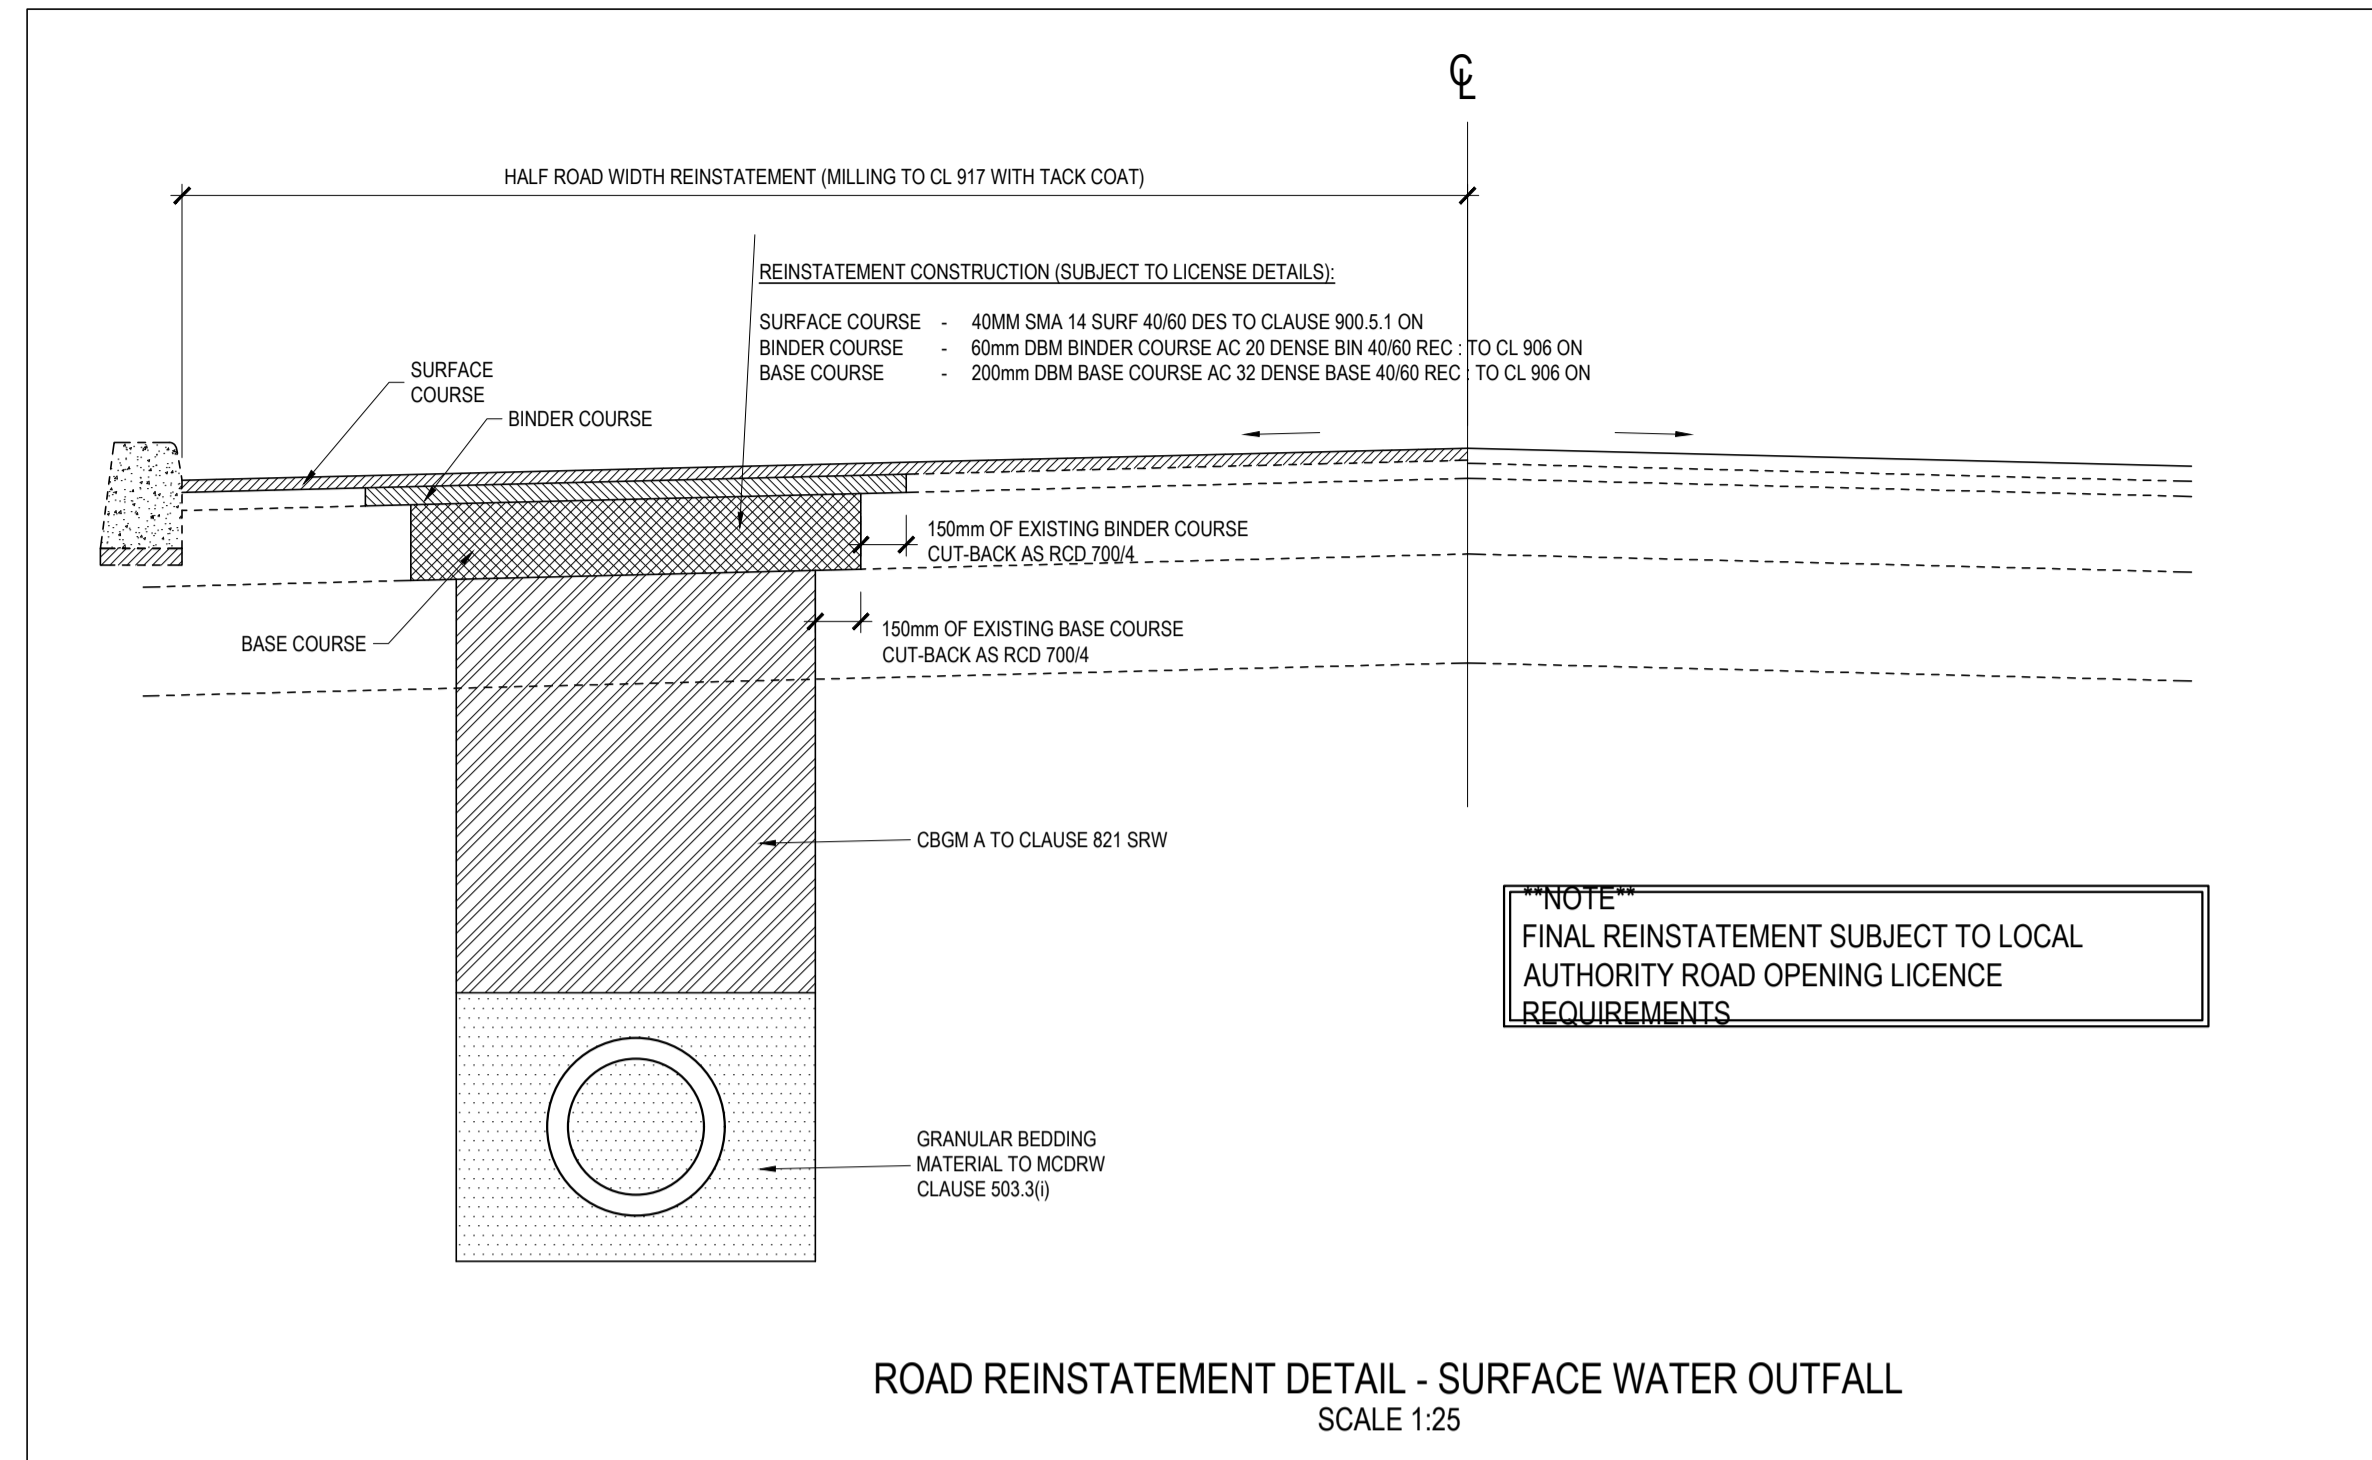 ℄
HALF ROAD WIDTH REINSTATEMENT (MILLING TO CL 917 WITH TACK COAT)
REINSTATEMENT CONSTRUCTION (SUBJECT TO LICENSE DETAILS):
SURFACE COURSE - 40MM SMA 14 SURF 40/60 DES TO CLAUSE 900.5.1 ON
BINDER COURSE - 60mm DBM BINDER COURSE AC 20 DENSE BIN 40/60 REC : TO CL 906 ON
BASE COURSE - 200mm DBM BASE COURSE AC 32 DENSE BASE 40/60 REC : TO CL 906 ON
SURFACE
COURSE
BINDER COURSE
150mm OF EXISTING BINDER COURSE
CUT-BACK AS RCD 700/4
BASE COURSE
150mm OF EXISTING BASE COURSE
CUT-BACK AS RCD 700/4
CBGM A TO CLAUSE 821 SRW
**NOTE**
FINAL REINSTATEMENT SUBJECT TO LOCAL
AUTHORITY ROAD OPENING LICENCE
REQUIREMENTS
GRANULAR BEDDING
MATERIAL TO MCDRW
CLAUSE 503.3(i)
ROAD REINSTATEMENT DETAIL - SURFACE WATER OUTFALL
SCALE 1:25